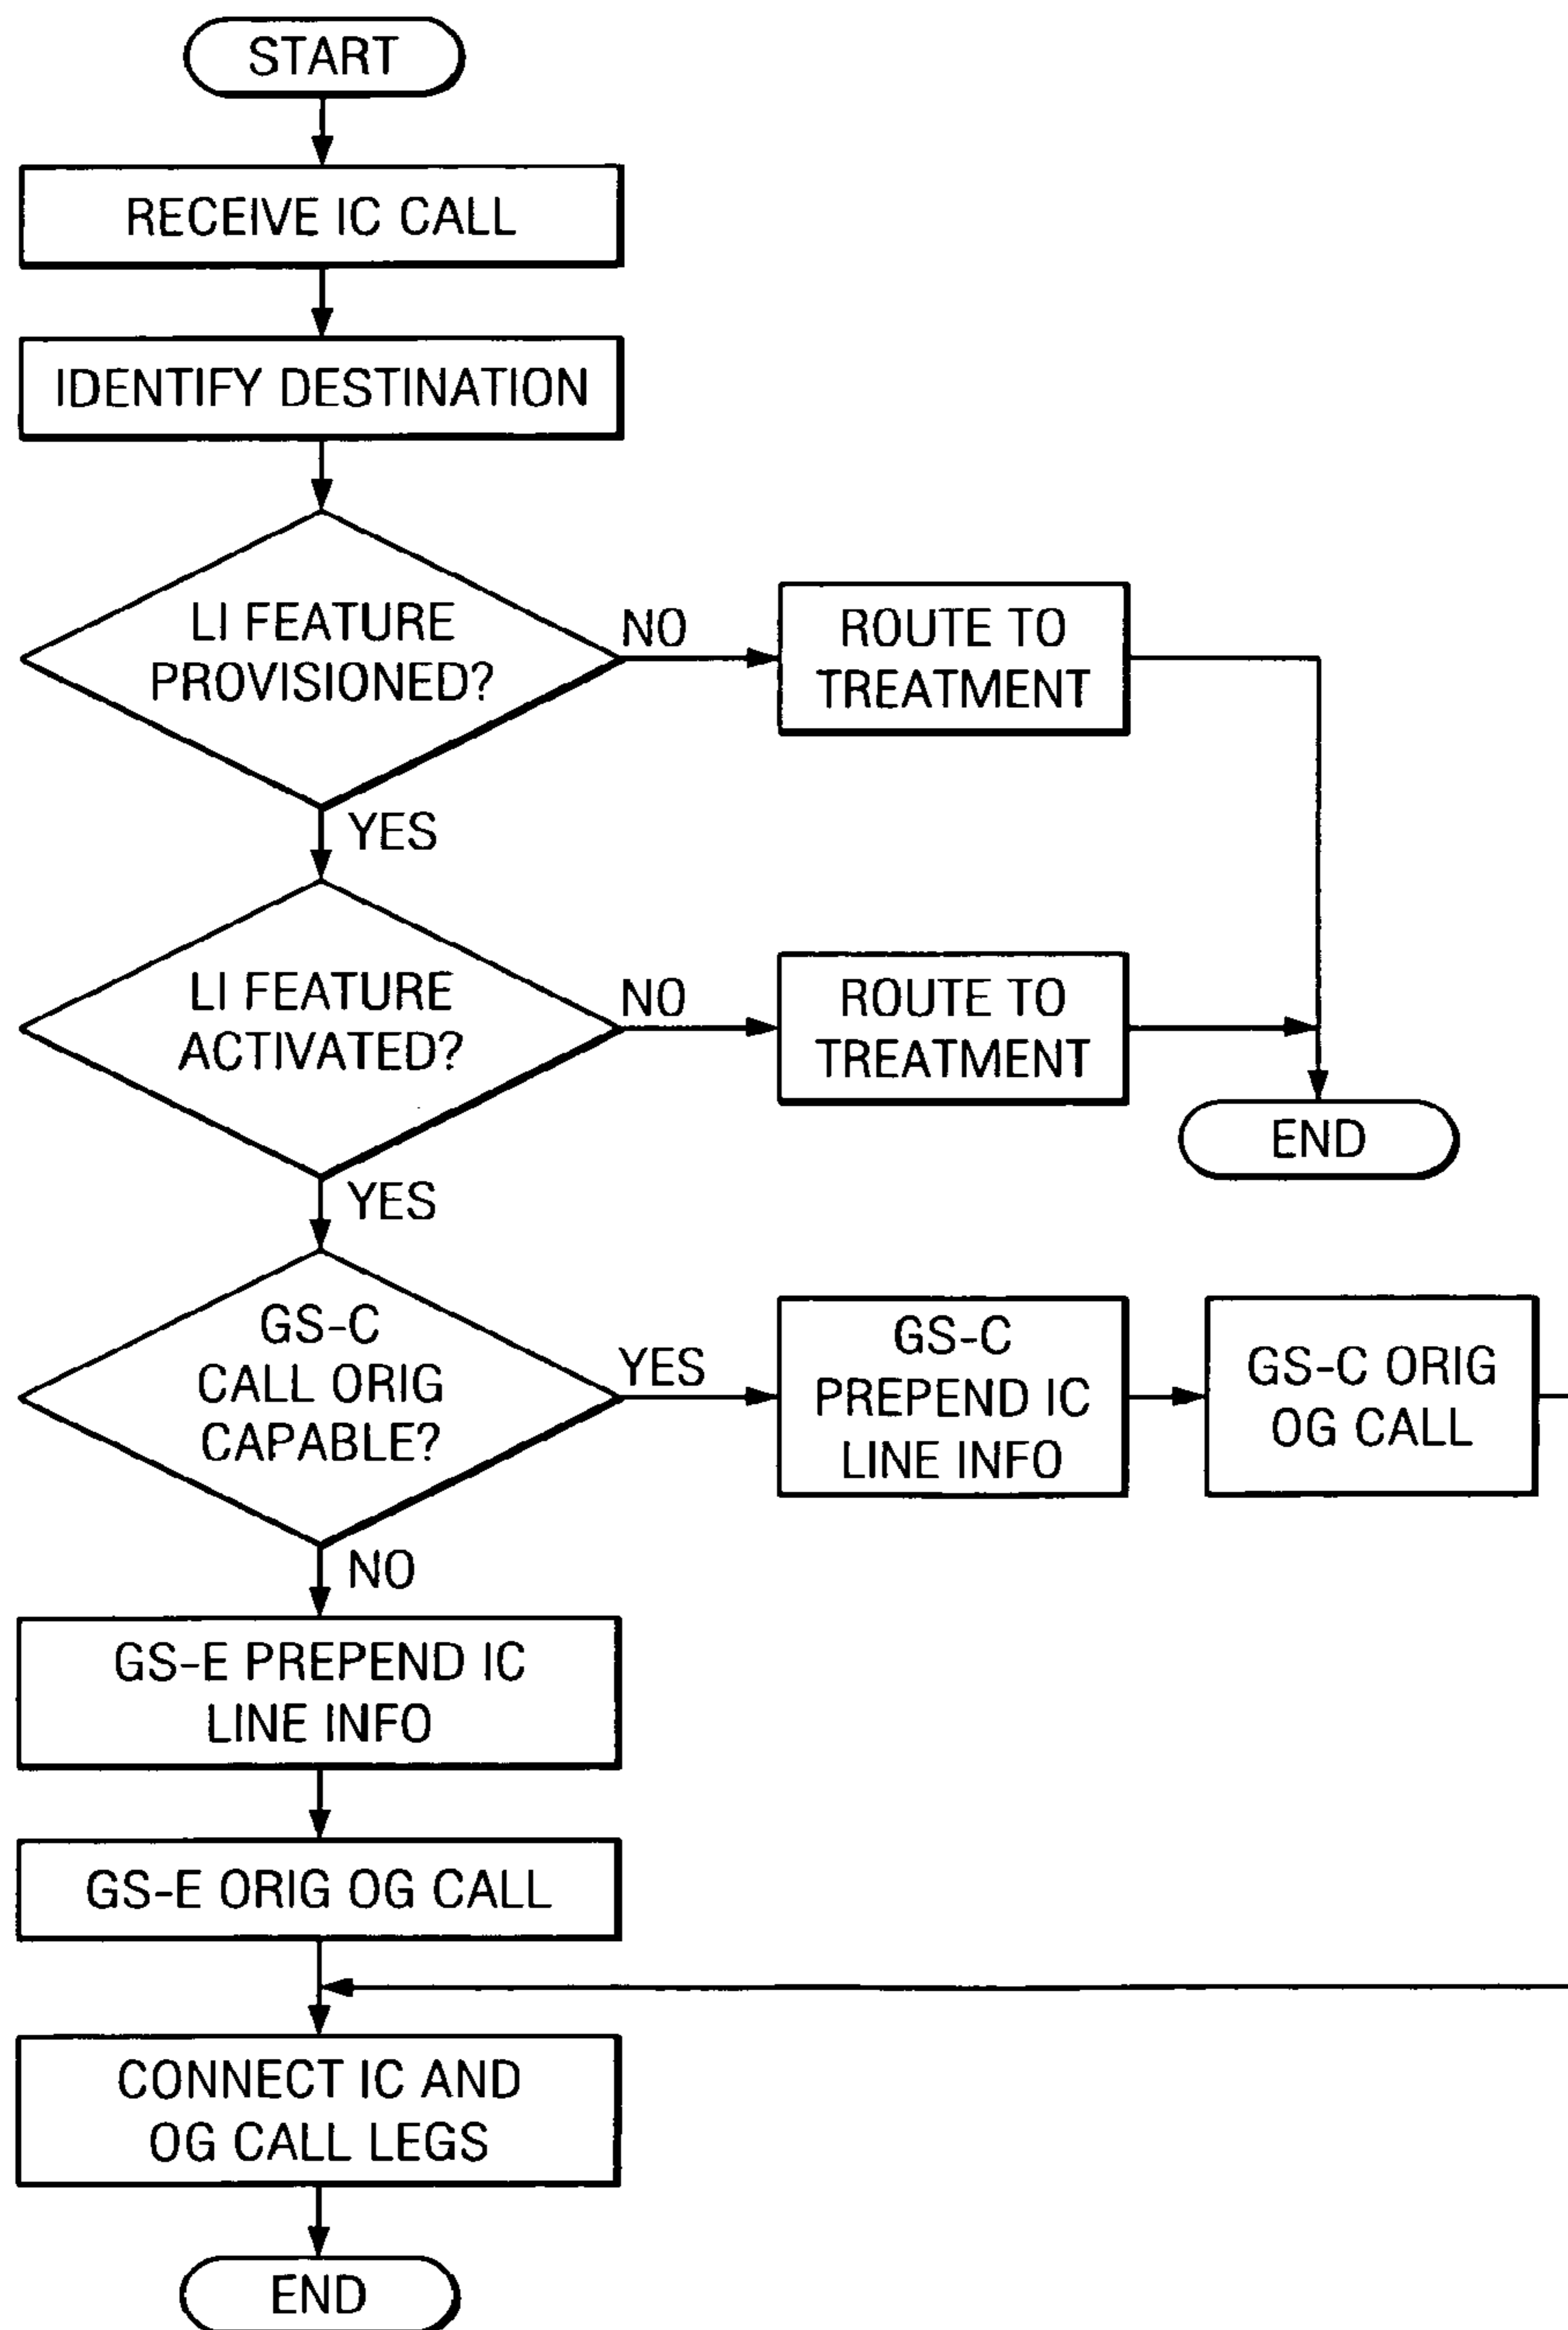 START
RECEIVE IC CALL
IDENTIFY DESTINATION
LI FEATURE
PROVISIONED?
NO
ROUTE TO
TREATMENT
YES
LI FEATURE
ACTIVATED?
NO
ROUTE TO
TREATMENT
END
YES
GS-C
CALL ORIG
CAPABLE?
YES
GS-C
PREPEND IC
LINE INFO
GS-C ORIG
OG CALL
NO
GS-E PREPEND IC
LINE INFO
GS-E ORIG OG CALL
CONNECT IC AND
OG CALL LEGS
END